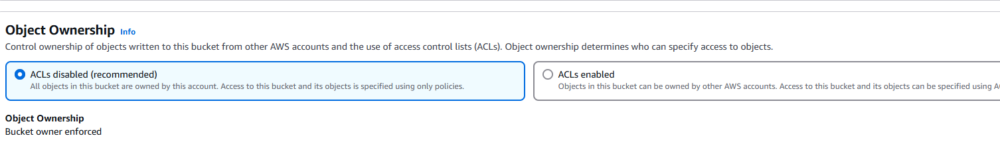 Object Ownership Info
Control ownership of objects written to this bucket from other AWS accounts and the use of access control lists (ACLs). Object ownership determines who can specify access to objects.
ACLs disabled (recommended)
All objects in this bucket are owned by this account. Access to this bucket and its objects is specified using only policies.
ACLs enabled
Objects in this bucket can be owned by other AWS accounts. Access to this bucket and its objects can be specified using
Object Ownership
Bucket owner enforced